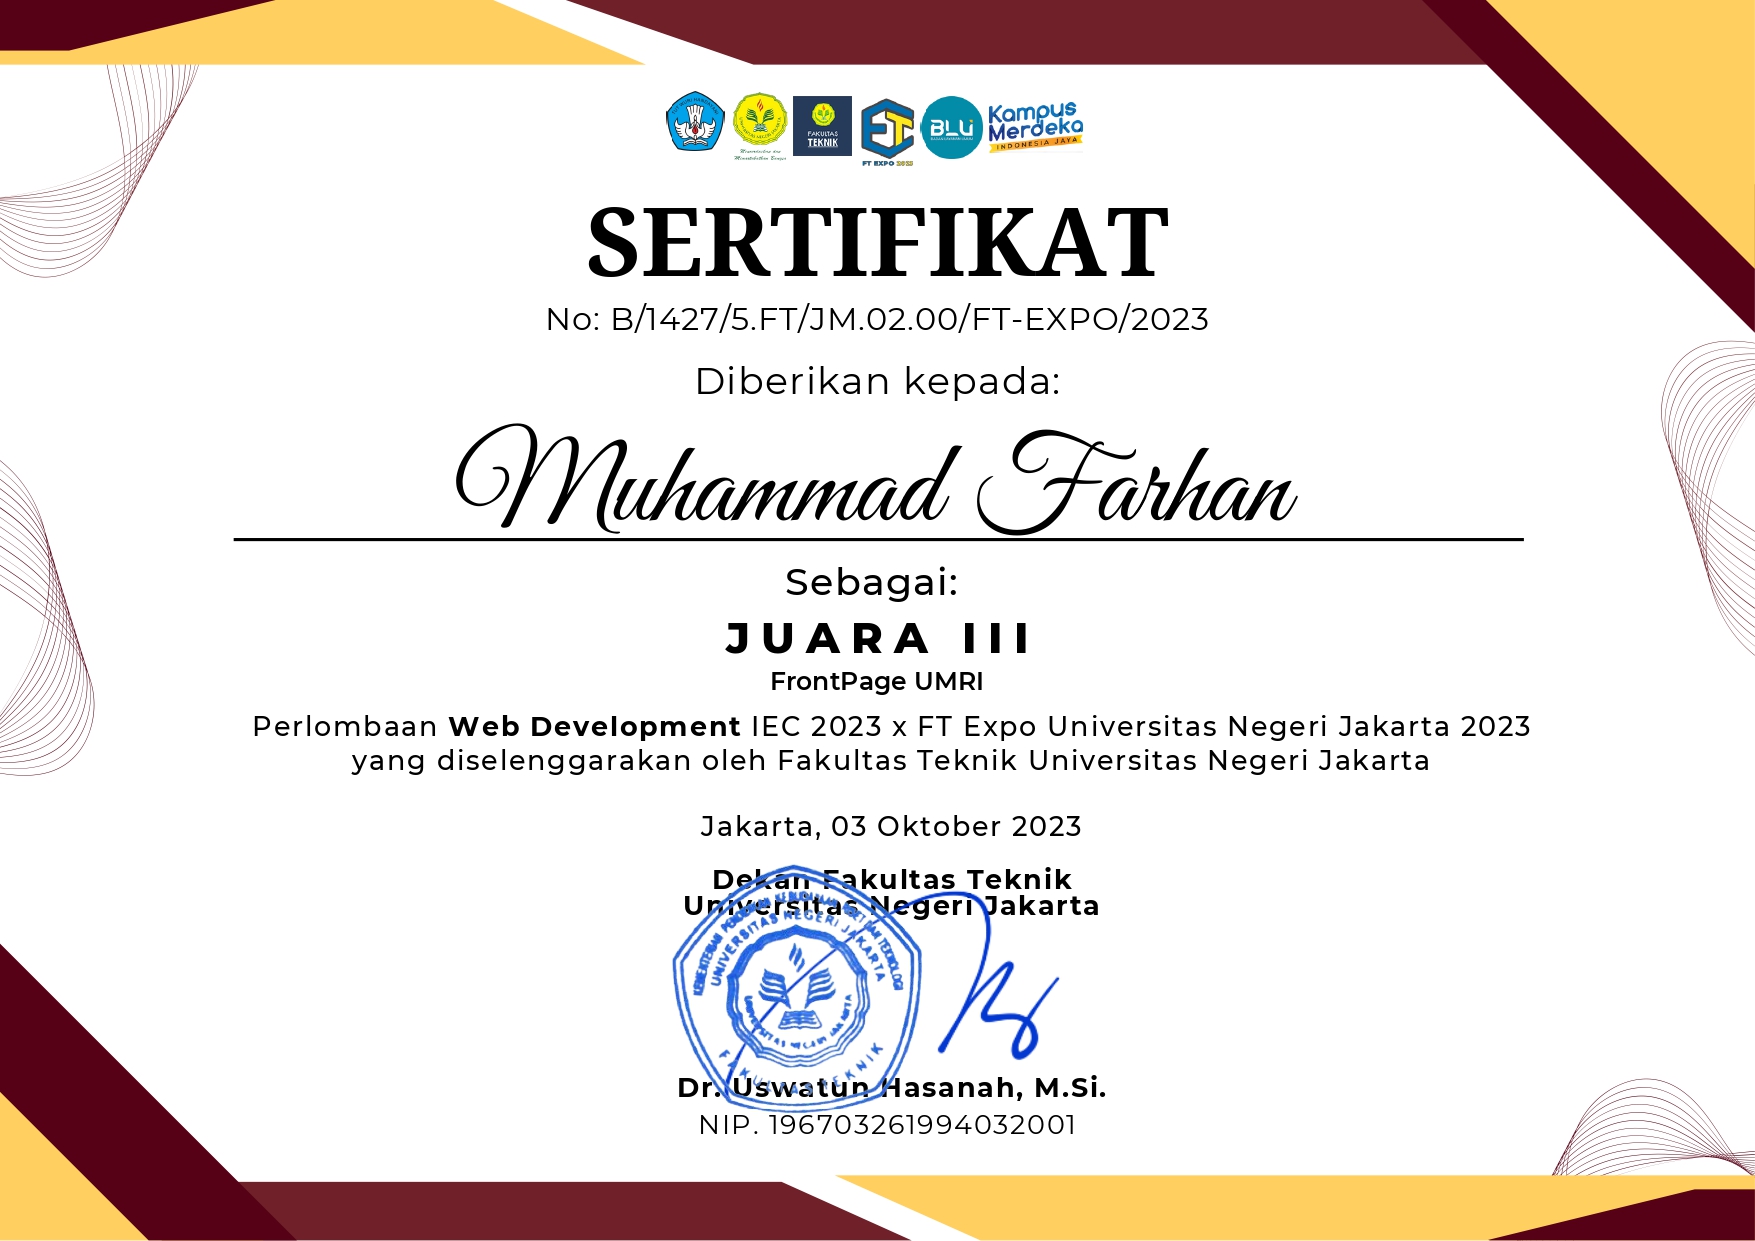 FAKULTAS
TEKNIK
FT EXPO 2023
BLU
Kampus
Merdeka
INDONESIA JAYA
SERTIFIKAT
No: B/1427/5.FT/JM.02.00/FT-EXPO/2023
Diberikan kepada:
Muhammad Farhan
Sebagai:
JUARA III
FrontPage UMRI
Perlombaan Web Development IEC 2023 x FT Expo Universitas Negeri Jakarta 2023
yang diselenggarakan oleh Fakultas Teknik Universitas Negeri Jakarta
Jakarta, 03 Oktober 2023
Dekan Fakultas Teknik
Universitas Negeri Jakarta
UNIVERSITAS NEGERI JAKARTA
FAKULTAS TEKNIK
Dr. Uswatun Hasanah, M.Si.
NIP. 196703261994032001